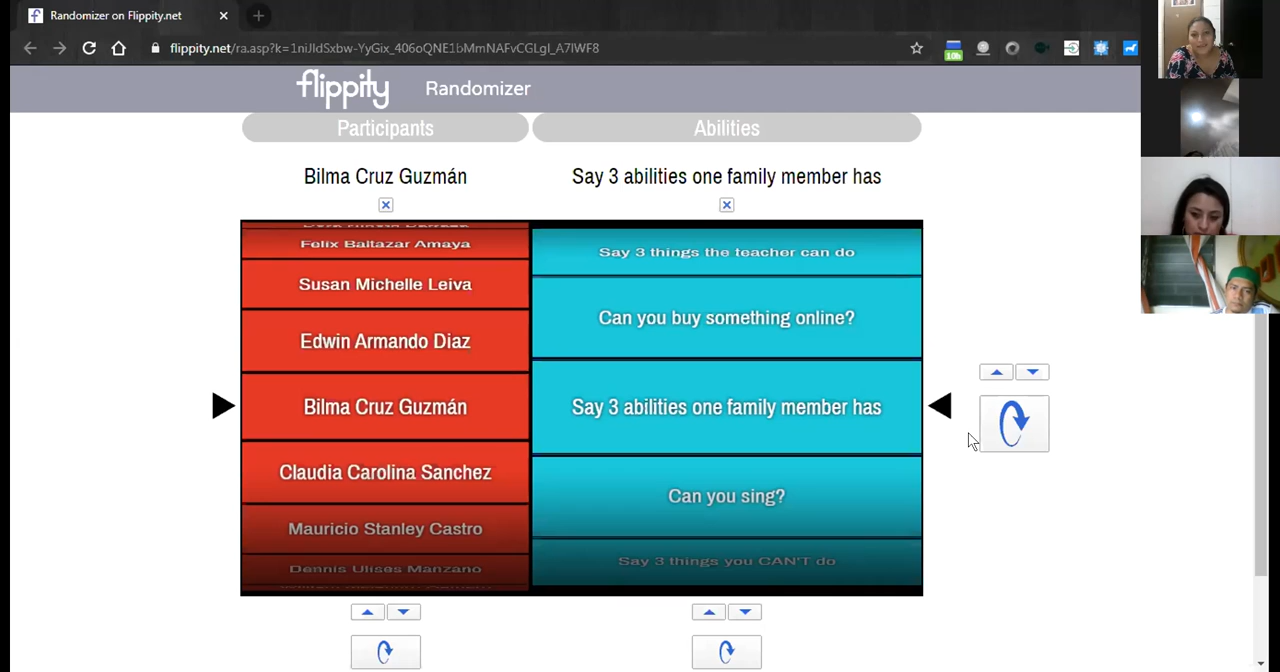 Randomizer on Flippity.net
flippity.net/ra.asp?k=1niJIdSxbw-YyGix_406oQNE1bMmNAFvCGLgI_A7IWF8
10h
flippity Randomizer
Participants
Abilities
Bilma Cruz Guzmán
Say 3 abilities one family member has
Felix Baltazar Amaya
Susan Michelle Leiva
Edwin Armando Diaz
Bilma Cruz Guzmán
Claudia Carolina Sanchez
Mauricio Stanley Castro
Dennis Ulises Manzano
Say 3 things the teacher can do
Can you buy something online?
Say 3 abilities one family member has
Can you sing?
Say 3 things you CAN'T do